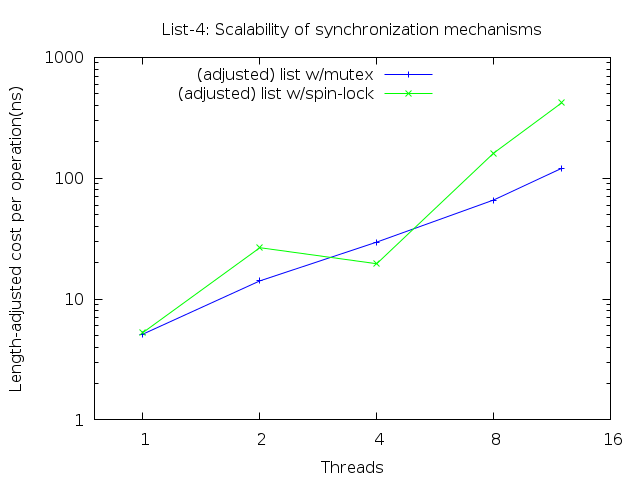 List-4: Scalability of synchronization mechanisms
1000
100
10
1
Length-adjusted cost per operation(ns)
(adjusted) list w/mutex
(adjusted) list w/spin-lock
1 2 4 8 16
Threads